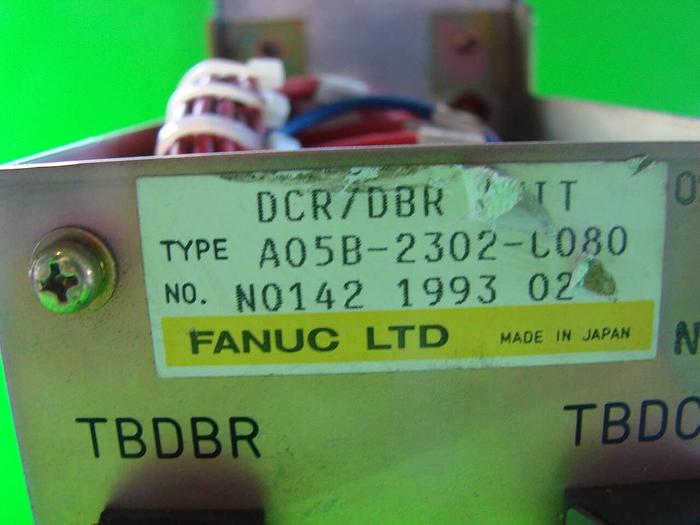 DCR/DBR
TYPE A05B-2302-C080
NO. N0142 1993 02
FANUC LTD MADE IN JAPAN
TBDBR